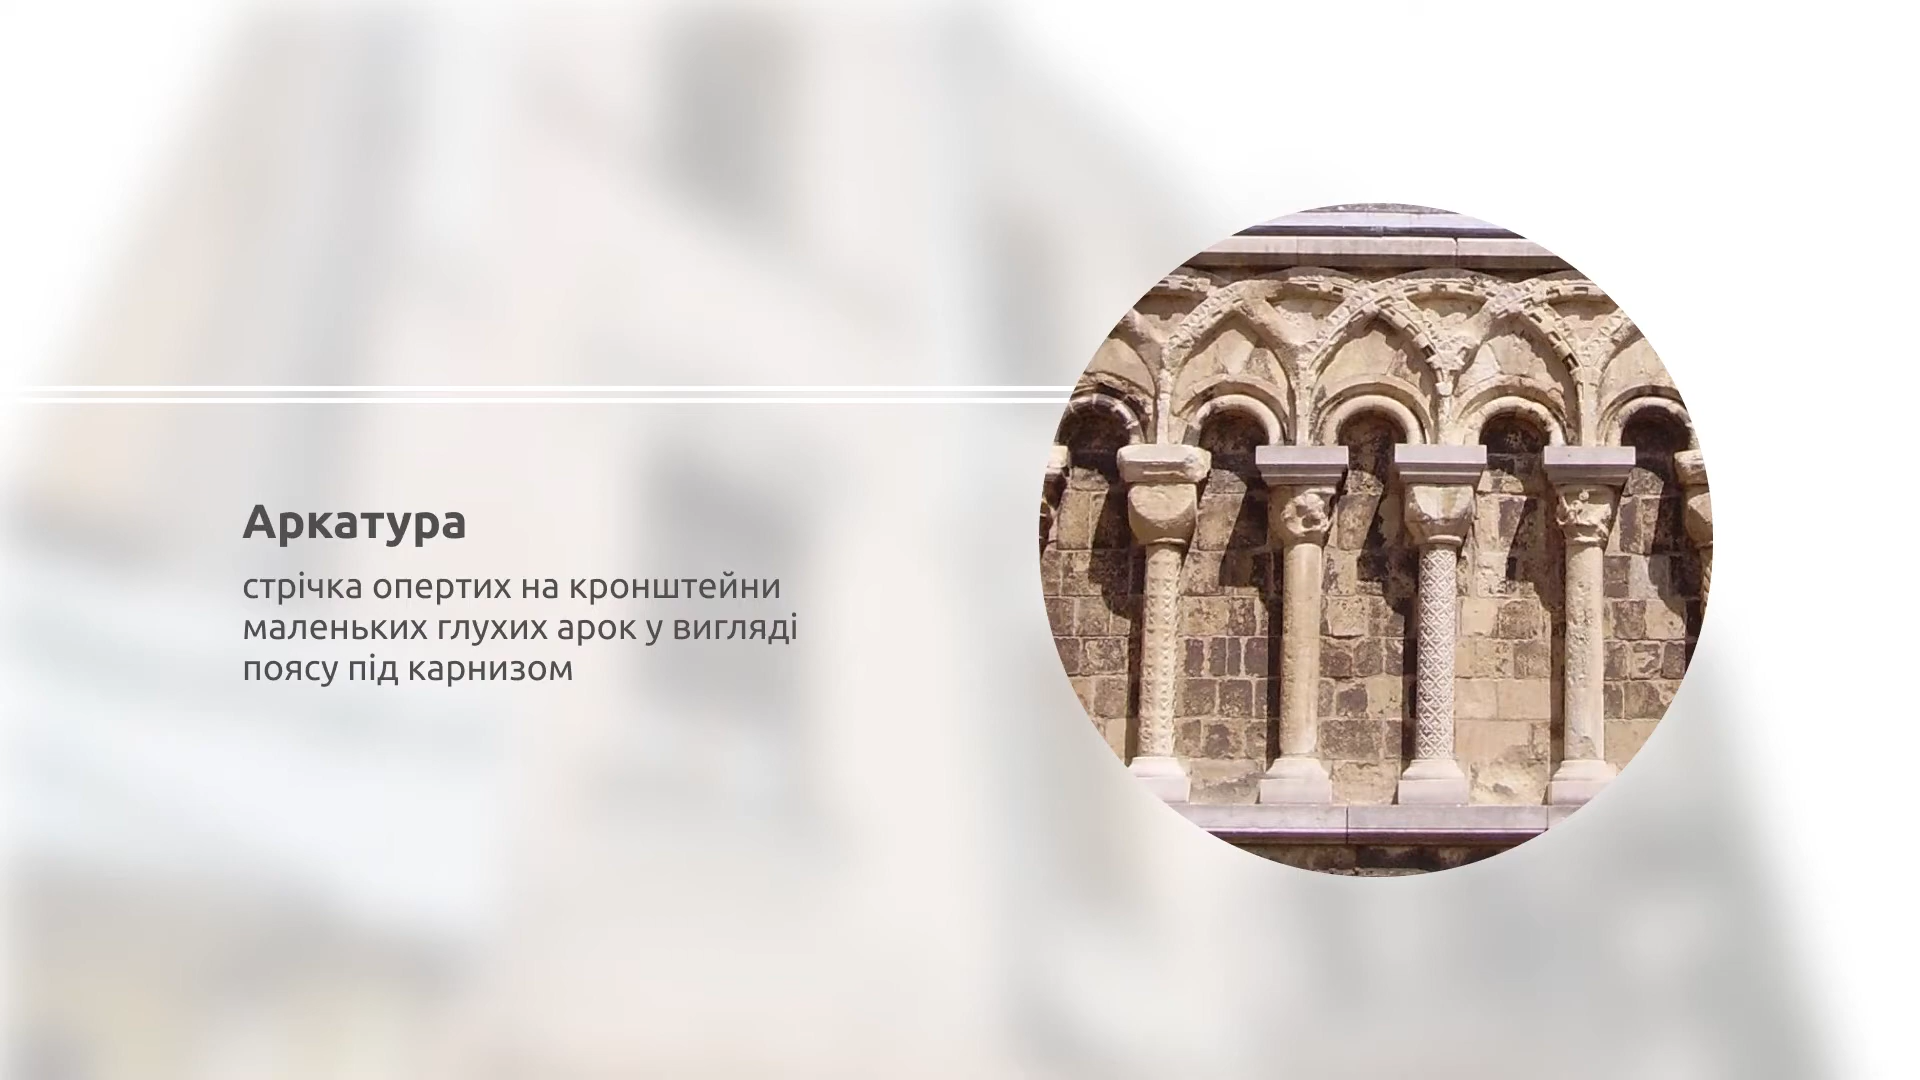 Аркатура
стрічка опертих на кронштейни
маленьких глухих арок у вигляді
поясу під карнизом